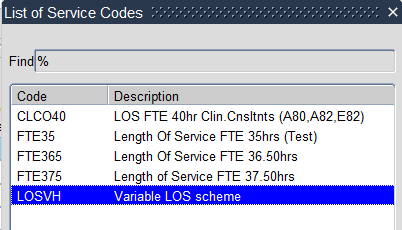 List of Service Codes
Find %
Code Description
CLCO40 LOS FTE 40hr Clin.Cnsltnts (A80,A82,E82)
FTE35 Length Of Service FTE 35hrs (Test)
FTE365 Length Of Service FTE 36.50hrs
FTE375 Length of Service FTE 37.50hrs
LOSVH Variable LOS scheme